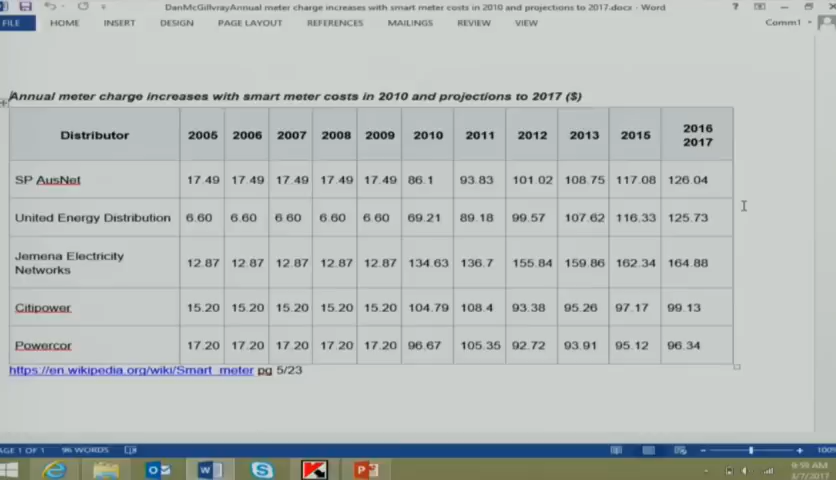 DanMcGillvrayAnnual meter charge increases with smart meter costs in 2010 and projections to 2017.docx - Word
FILE HOME INSERT DESIGN PAGE LAYOUT REFERENCES MAILINGS REVIEW VIEW Comm1
Annual meter charge increases with smart meter costs in 2010 and projections to 2017 ($)
Distributor 2005 2006 2007 2008 2009 2010 2011 2012 2013 2015 2016 2017
SP AusNet 17.49 17.49 17.49 17.49 17.49 86.1 93.83 101.02 108.75 117.08 126.04
United Energy Distribution 6.60 6.60 6.60 6.60 6.60 69.21 89.18 99.57 107.62 116.33 125.73
Jemena Electricity Networks 12.87 12.87 12.87 12.87 12.87 134.63 136.7 155.84 159.86 162.34 164.88
Citipower 15.20 15.20 15.20 15.20 15.20 104.79 108.4 93.38 95.26 97.17 99.13
Powercor 17.20 17.20 17.20 17.20 17.20 96.67 105.35 92.72 93.91 95.12 96.34
https://en.wikipedia.org/wiki/Smart_meter pg 5/23
PAGE 1 OF 1 96 WORDS 100%
3/7/2017